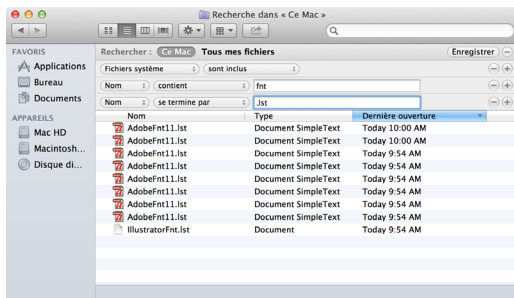 Recherche dans « Ce Mac »
FAVORIS
Applications
Bureau
Documents
APPAREILS
Mac HD
Macintosh...
Disque di...
Rechercher : Ce Mac Tous mes fichiers Enregistrer
Fichiers système sont inclus
Nom contient fnt
Nom se termine par .lst
Nom Type Dernière ouverture
AdobeFnt11.lst Document SimpleText Today 10:00 AM
AdobeFnt11.lst Document SimpleText Today 10:00 AM
AdobeFnt11.lst Document SimpleText Today 9:54 AM
AdobeFnt11.lst Document SimpleText Today 9:54 AM
AdobeFnt11.lst Document SimpleText Today 9:54 AM
AdobeFnt11.lst Document SimpleText Today 9:54 AM
AdobeFnt11.lst Document SimpleText Today 9:54 AM
AdobeFnt11.lst Document SimpleText Today 9:54 AM
IllustratorFnt.lst Document Today 9:54 AM